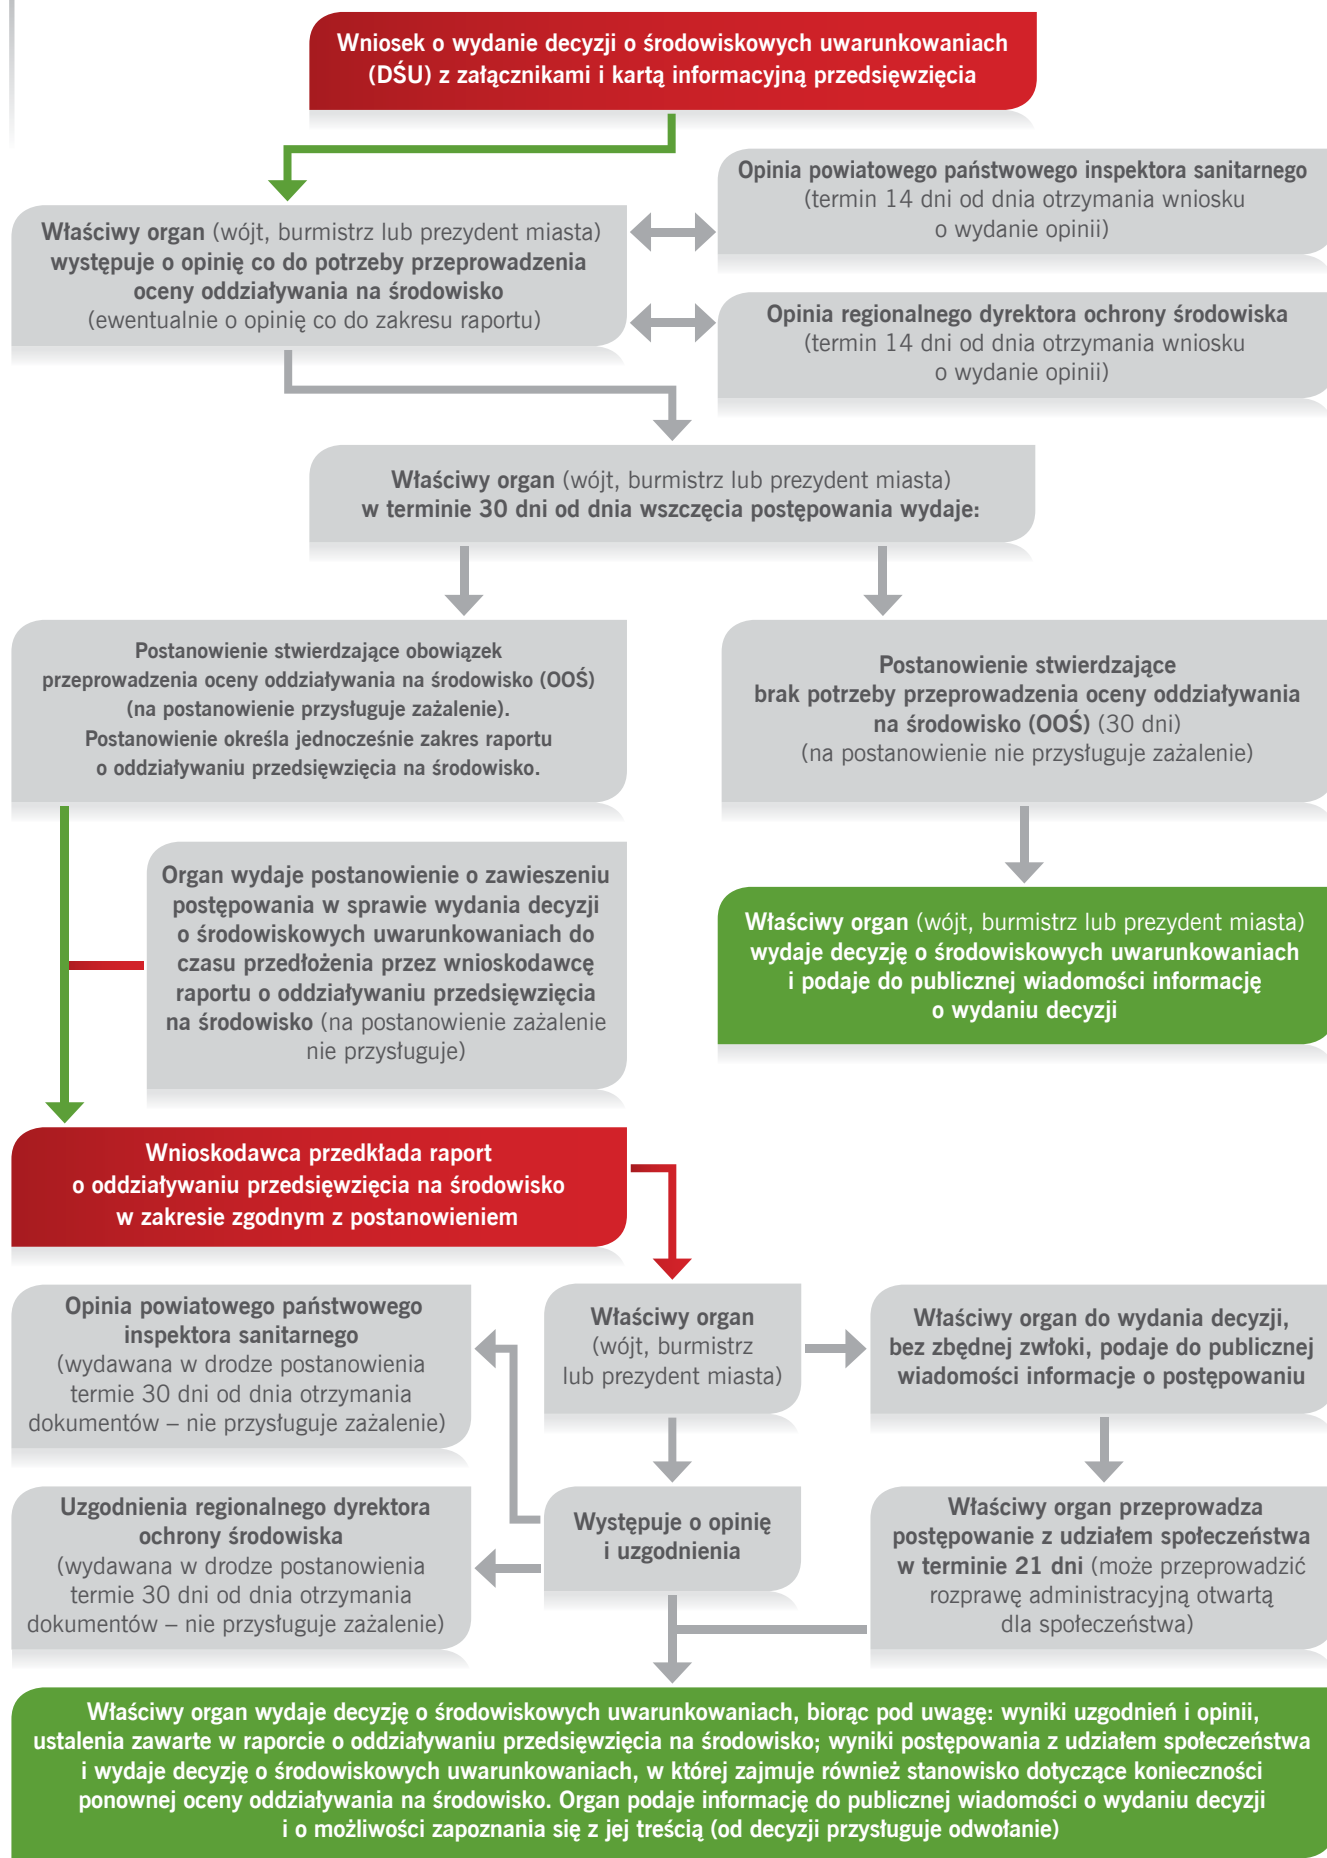 Wniosek o wydanie decyzji o środowiskowych uwarunkowaniach
(DŚU) z załącznikami i kartą informacyjną przedsięwzięcia
Opinia powiatowego państwowego inspektora sanitarnego
(termin 14 dni od dnia otrzymania wniosku
o wydanie opinii)
Właściwy organ (wójt, burmistrz lub prezydent miasta)
występuje o opinię co do potrzeby przeprowadzenia
oceny oddziaływania na środowisko
(ewentualnie o opinię co do zakresu raportu)
Opinia regionalnego dyrektora ochrony środowiska
(termin 14 dni od dnia otrzymania wniosku
o wydanie opinii)
Właściwy organ (wójt, burmistrz lub prezydent miasta)
w terminie 30 dni od dnia wszczęcia postępowania wydaje:
Postanowienie stwierdzające obowiązek
przeprowadzenia oceny oddziaływania na środowisko (OOŚ)
(na postanowienie przysługuje zażalenie).
Postanowienie określa jednocześnie zakres raportu
o oddziaływaniu przedsięwzięcia na środowisko.
Postanowienie stwierdzające
brak potrzeby przeprowadzenia oceny oddziaływania
na środowisko (OOŚ) (30 dni)
(na postanowienie nie przysługuje zażalenie)
Organ wydaje postanowienie o zawieszeniu
postępowania w sprawie wydania decyzji
o środowiskowych uwarunkowaniach do
czasu przedłożenia przez wnioskodawcę
raportu o oddziaływaniu przedsięwzięcia
na środowisko (na postanowienie zażalenie
nie przysługuje)
Właściwy organ (wójt, burmistrz lub prezydent miasta)
wydaje decyzję o środowiskowych uwarunkowaniach
i podaje do publicznej wiadomości informację
o wydaniu decyzji
Wnioskodawca przedkłada raport
o oddziaływaniu przedsięwzięcia na środowisko
w zakresie zgodnym z postanowieniem
Opinia powiatowego państwowego
inspektora sanitarnego
(wydawana w drodze postanowienia
termie 30 dni od dnia otrzymania
dokumentów – nie przysługuje zażalenie)
Właściwy organ
(wójt, burmistrz
lub prezydent miasta)
Właściwy organ do wydania decyzji,
bez zbędnej zwłoki, podaje do publicznej
wiadomości informacje o postępowaniu
Uzgodnienia regionalnego dyrektora
ochrony środowiska
(wydawana w drodze postanowienia
termie 30 dni od dnia otrzymania
dokumentów – nie przysługuje zażalenie)
Występuje o opinię
i uzgodnienia
Właściwy organ przeprowadza
postępowanie z udziałem społeczeństwa
w terminie 21 dni (może przeprowadzić
rozprawę administracyjną otwartą
dla społeczeństwa)
Właściwy organ wydaje decyzję o środowiskowych uwarunkowaniach, biorąc pod uwagę: wyniki uzgodnień i opinii,
ustalenia zawarte w raporcie o oddziaływaniu przedsięwzięcia na środowisko; wyniki postępowania z udziałem społeczeństwa
i wydaje decyzję o środowiskowych uwarunkowaniach, w której zajmuje również stanowisko dotyczące konieczności
ponownej oceny oddziaływania na środowisko. Organ podaje informację do publicznej wiadomości o wydaniu decyzji
i o możliwości zapoznania się z jej treścią (od decyzji przysługuje odwołanie)